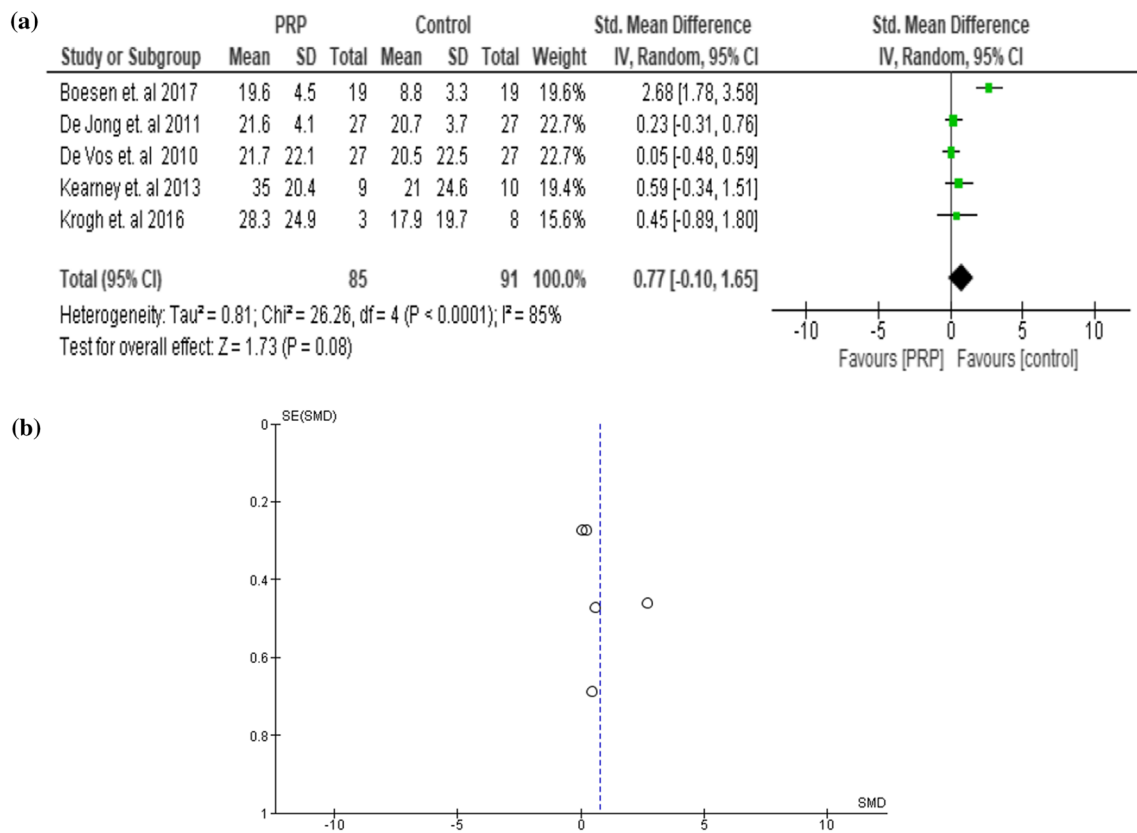 (a)
PRP Control Std. Mean Difference Std. Mean Difference
Study or Subgroup Mean SD Total Mean SD Total Weight IV, Random, 95% CI IV, Random, 95% CI
Boesen et. al 2017 19.6 4.5 19 8.8 3.3 19 19.6% 2.68 [1.78, 3.58]
De Jong et. al 2011 21.6 4.1 27 20.7 3.7 27 22.7% 0.23 [-0.31, 0.76]
De Vos et. al 2010 21.7 22.1 27 20.5 22.5 27 22.7% 0.05 [-0.48, 0.59]
Kearney et. al 2013 35 20.4 9 21 24.6 10 19.4% 0.59 [-0.34, 1.51]
Krogh et. al 2016 28.3 24.9 3 17.9 19.7 8 15.6% 0.45 [-0.89, 1.80]
Total (95% CI) 85 91 100.0% 0.77 [-0.10, 1.65]
Heterogeneity: Tau² = 0.81; Chi² = 26.26, df = 4 (P < 0.0001); I² = 85%
Test for overall effect: Z = 1.73 (P = 0.08)
-10 -5 0 5 10
Favours [PRP] Favours [control]
(b)
SE(SMD)
0
0.2
0.4
0.6
0.8
1
SMD
-10 -5 0 5 10